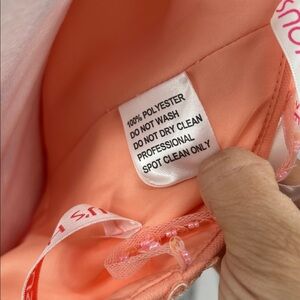 100% POLYESTER
DO NOT WASH
DO NOT DRY CLEAN
PROFESSIONAL
SPOT CLEAN ONLY